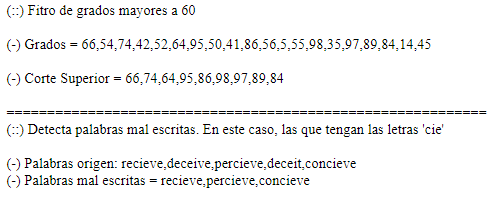 (::) Fitro de grados mayores a 60
(-) Grados = 66,54,74,42,52,64,95,50,41,86,56,5,55,98,35,97,89,84,14,45
(-) Corte Superior = 66,74,64,95,86,98,97,89,84
============================================================
(::) Detecta palabras mal escritas. En este caso, las que tengan las letras 'cie'
(-) Palabras origen: recieve,deceive,percieve,deceit,concieve
(-) Palabras mal escritas = recieve,percieve,concieve